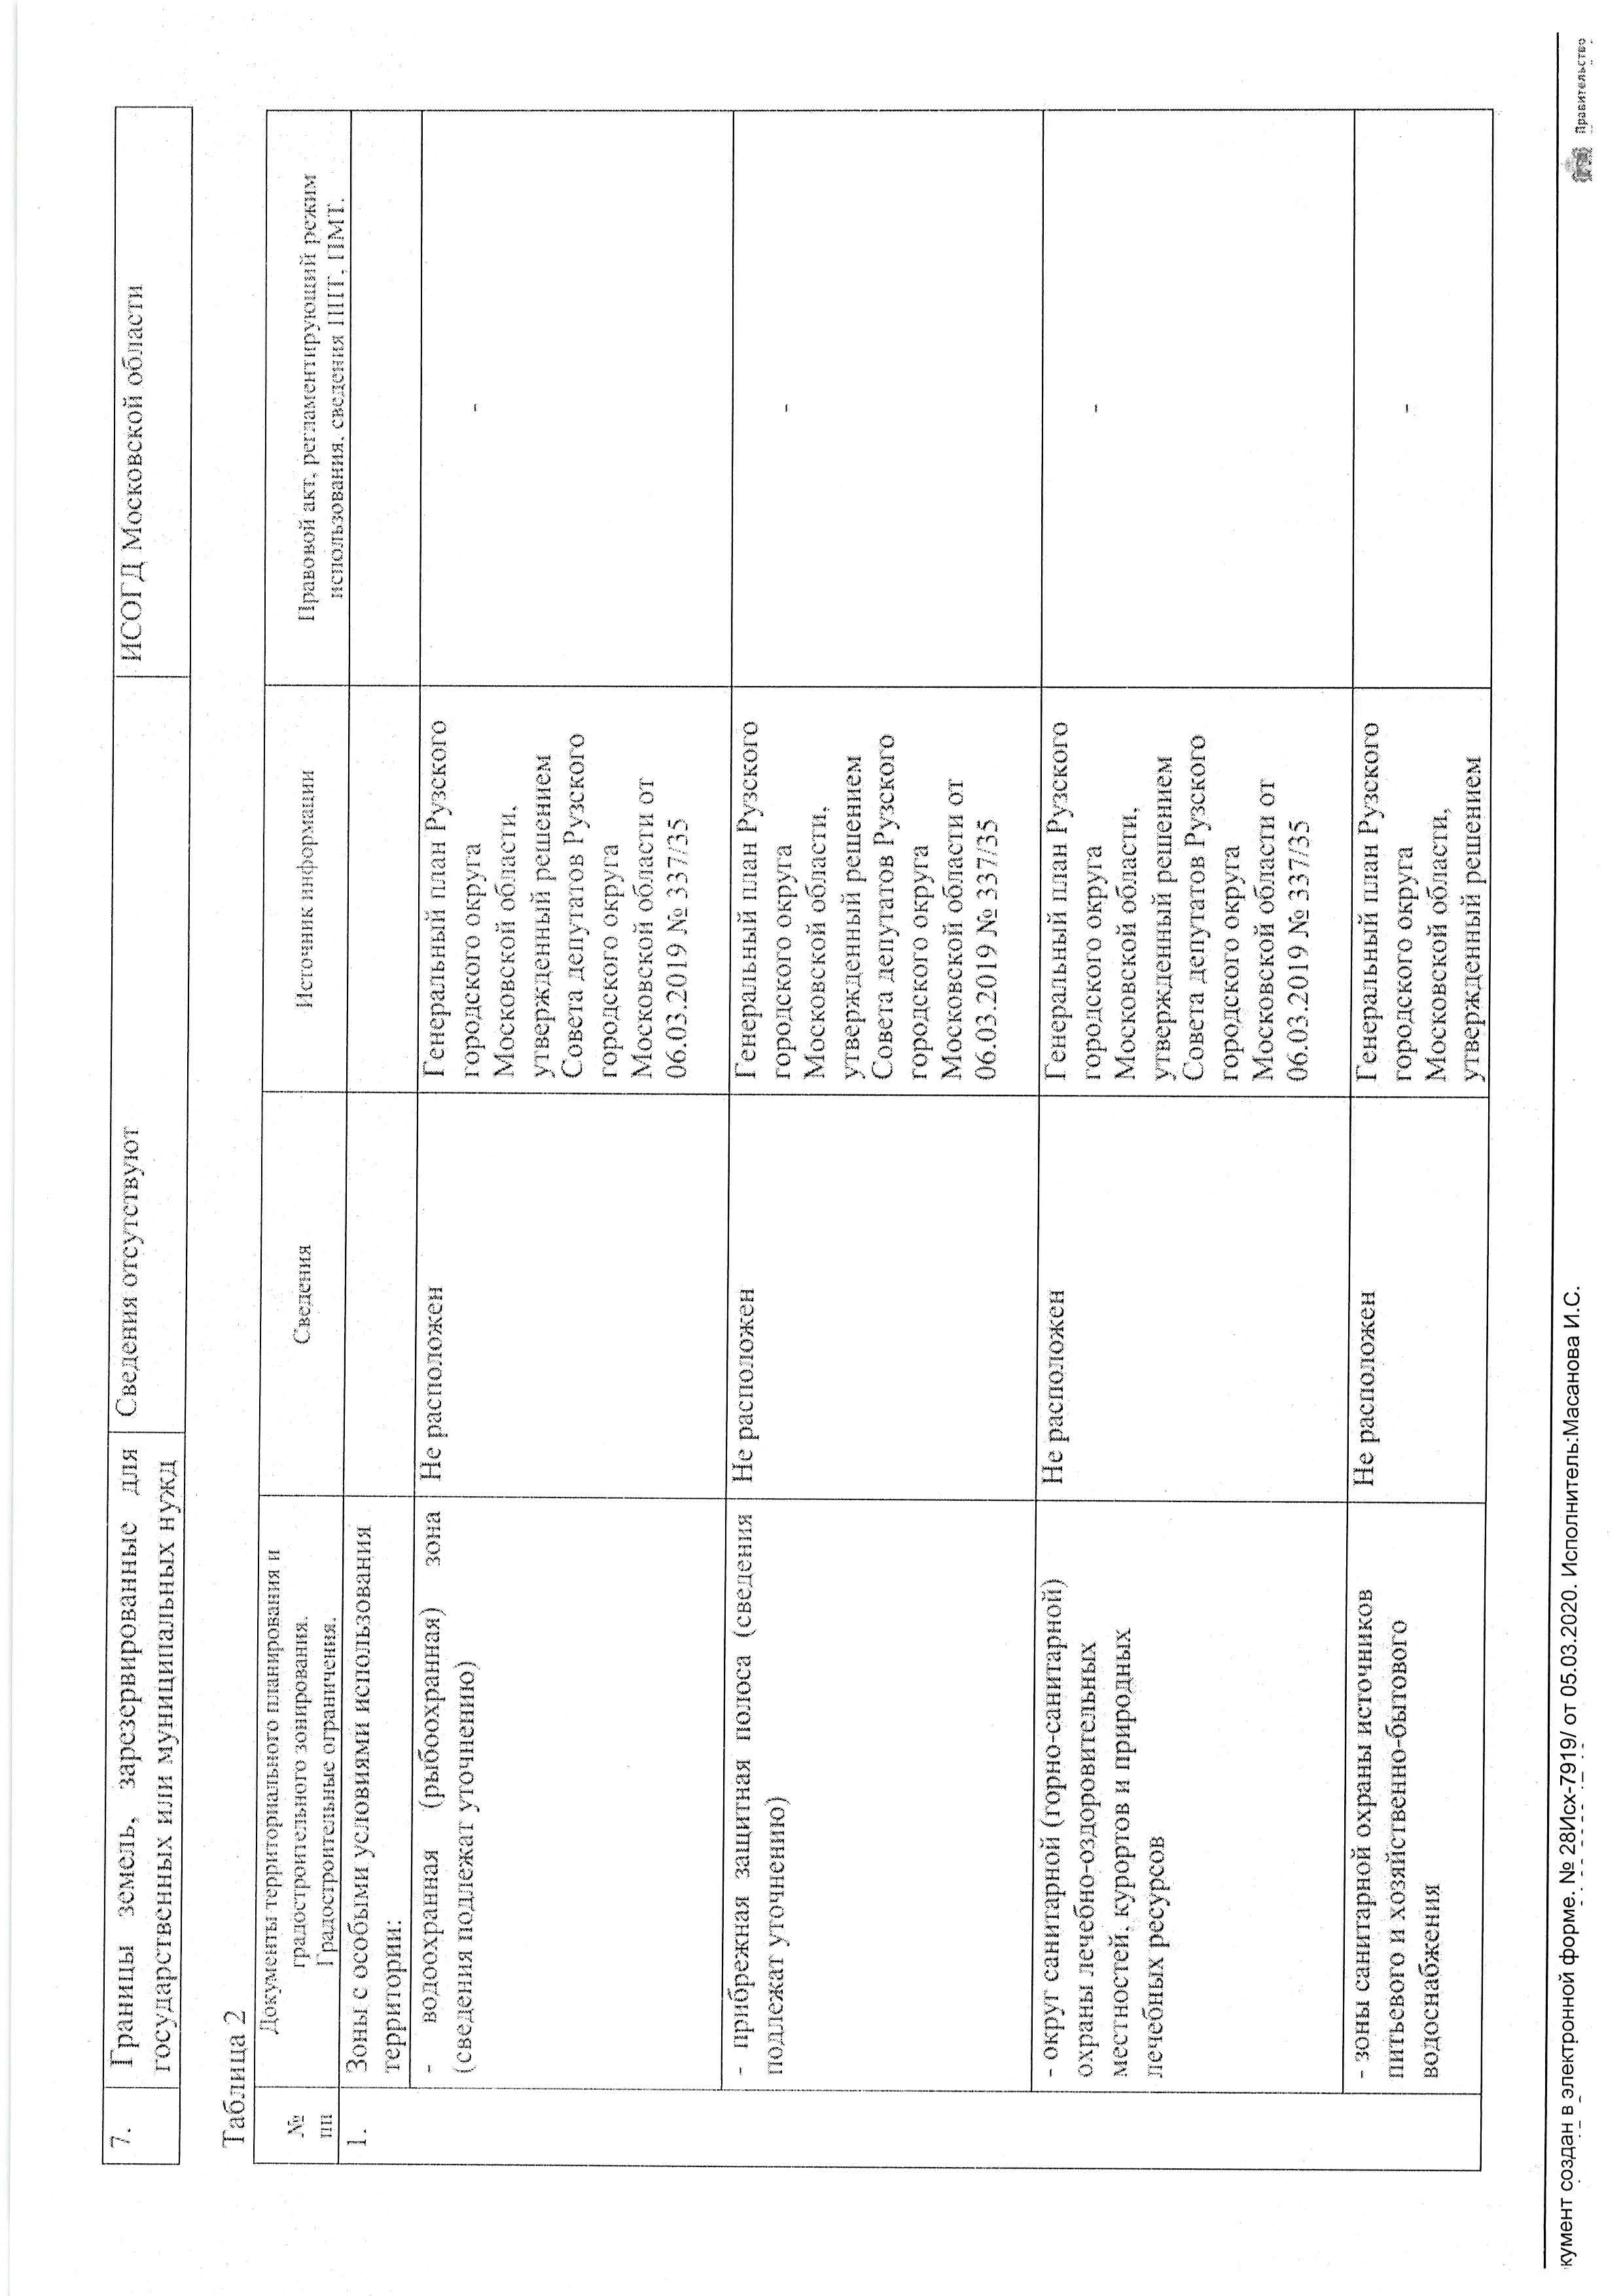 7.
Границы земель, зарезервированные для
государственных или муниципальных нужд
Сведения отсутствуют
ИСОГД Московской области
Таблица 2
№
пп
Документы территориального планирования и
градостроительного зонирования.
Градостроительные ограничения.
Сведения
Источник информации
Правовой акт, регламентирующий режим
использования, сведения ППТ, ПМТ.
1.
Зоны с особыми условиями использования
территории:
- водоохранная (рыбоохранная) зона
(сведения подлежат уточнению)
Не расположен
Генеральный план Рузского
городского округа
Московской области,
утвержденный решением
Совета депутатов Рузского
городского округа
Московской области от
06.03.2019 № 337/35
-
- прибрежная защитная полоса (сведения
подлежат уточнению)
Не расположен
Генеральный план Рузского
городского округа
Московской области,
утвержденный решением
Совета депутатов Рузского
городского округа
Московской области от
06.03.2019 № 337/35
-
- округ санитарной (горно-санитарной)
охраны лечебно-оздоровительных
местностей, курортов и природных
лечебных ресурсов
Не расположен
Генеральный план Рузского
городского округа
Московской области,
утвержденный решением
Совета депутатов Рузского
городского округа
Московской области от
06.03.2019 № 337/35
-
- зоны санитарной охраны источников
питьевого и хозяйственно-бытового
водоснабжения
Не расположен
Генеральный план Рузского
городского округа
Московской области,
утвержденный решением
-
кумент создан в электронной форме. № 28Исх-7919/ от 05.03.2020. Исполнитель:Масанова И.С.
Правительство